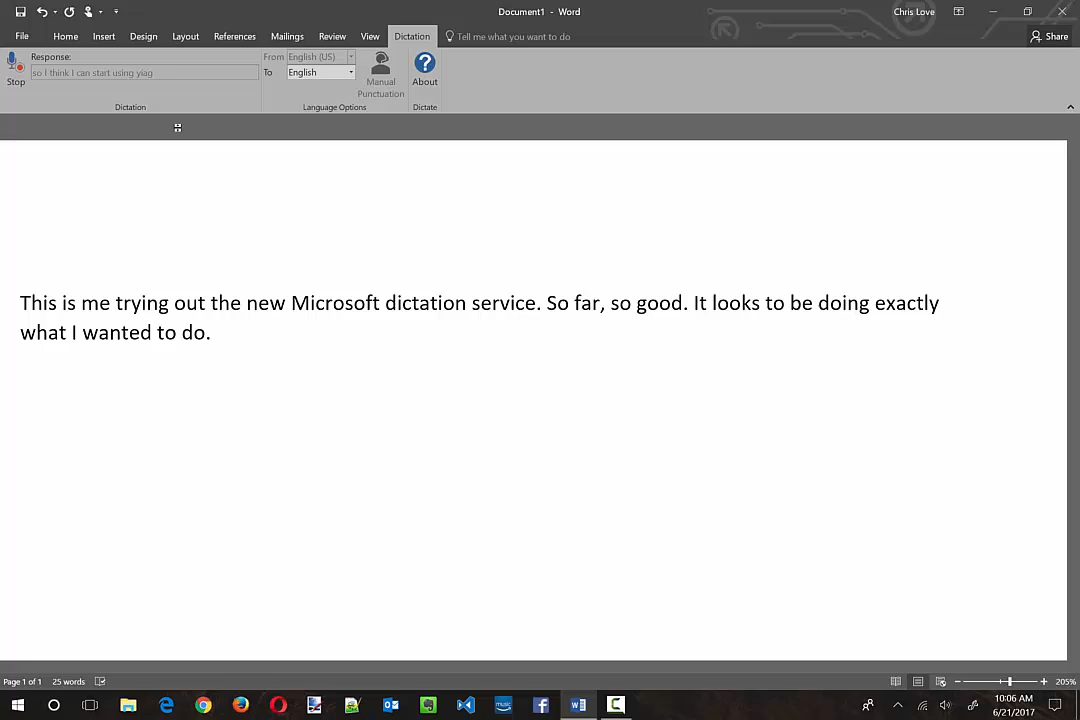 Document1 - Word
Chris Love
File Home Insert Design Layout References Mailings Review View Dictation Tell me what you want to do
Share
Response:
From English (US)
so I think I can start using yiag
To English
Stop
Manual
Punctuation
About
Dictation
Language Options
Dictate
This is me trying out the new Microsoft dictation service. So far, so good. It looks to be doing exactly
what I wanted to do.
Page 1 of 1 25 words
205%
music
10:06 AM
6/21/2017